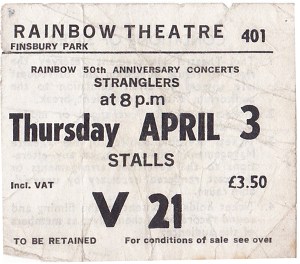 RAINBOW THEATRE 401
FINSBURY PARK
RAINBOW 50th ANNIVERSARY CONCERTS
STRANGLERS
at 8 p.m
Thursday APRIL 3
STALLS
Incl. VAT £3.50
V 21
TO BE RETAINED For conditions of sale see over